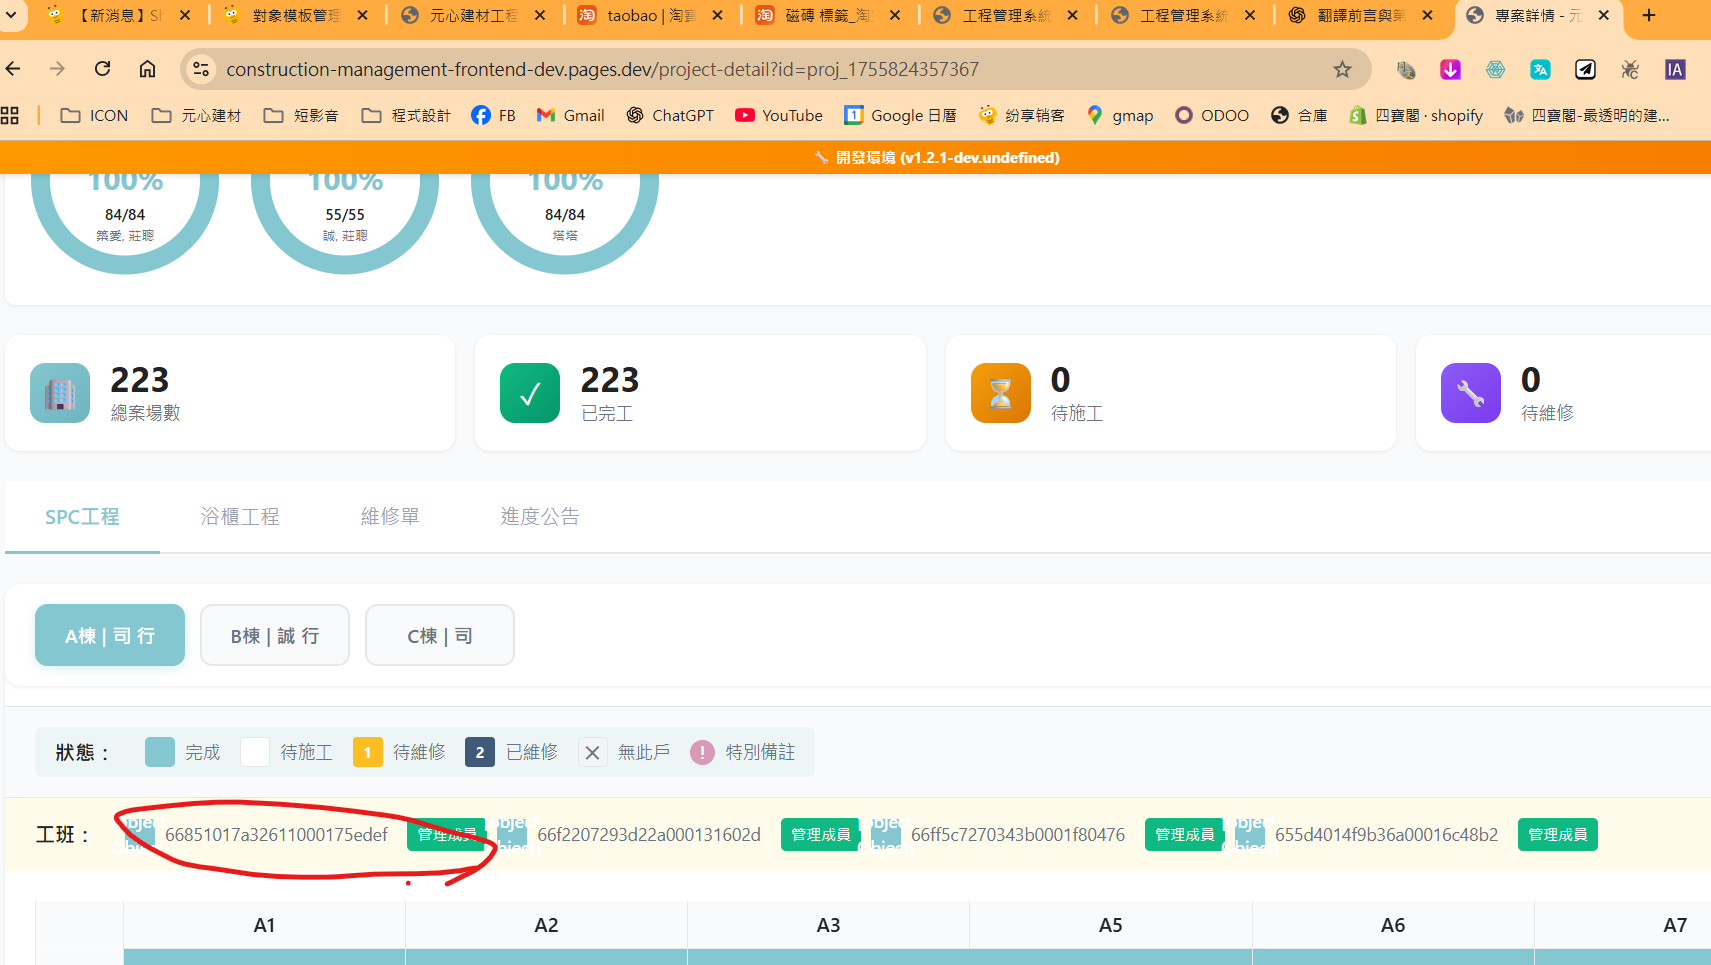 【新消息】Sh
對象模板管理
元心建材工程
taobao | 淘寶
磁磚 標籤_淘
工程管理系統
工程管理系統
翻譯前言與第
專案詳情 - 元
construction-management-frontend-dev.pages.dev/project-detail?id=proj_1755824357367
ICON
元心建材
短影音
程式設計
FB
Gmail
ChatGPT
YouTube
Google 日曆
纷享销客
gmap
ODOO
合庫
四寶閣 · shopify
四寶閣-最透明的建...
開發環境 (v1.2.1-dev.undefined)
100%
84/84
築愛, 莊聰
100%
55/55
誠, 莊聰
100%
84/84
塔塔
223
總案場數
223
已完工
0
待施工
0
待維修
SPC工程
浴櫃工程
維修單
進度公告
A棟 | 司 行
B棟 | 誠 行
C棟 | 司
狀態：
完成
待施工
1
待維修
2
已維修
無此戶
!
特別備註
工班：
66851017a32611000175edef
管理成員
66f2207293d22a000131602d
管理成員
66ff5c7270343b0001f80476
管理成員
655d4014f9b36a00016c48b2
管理成員
A1
A2
A3
A5
A6
A7